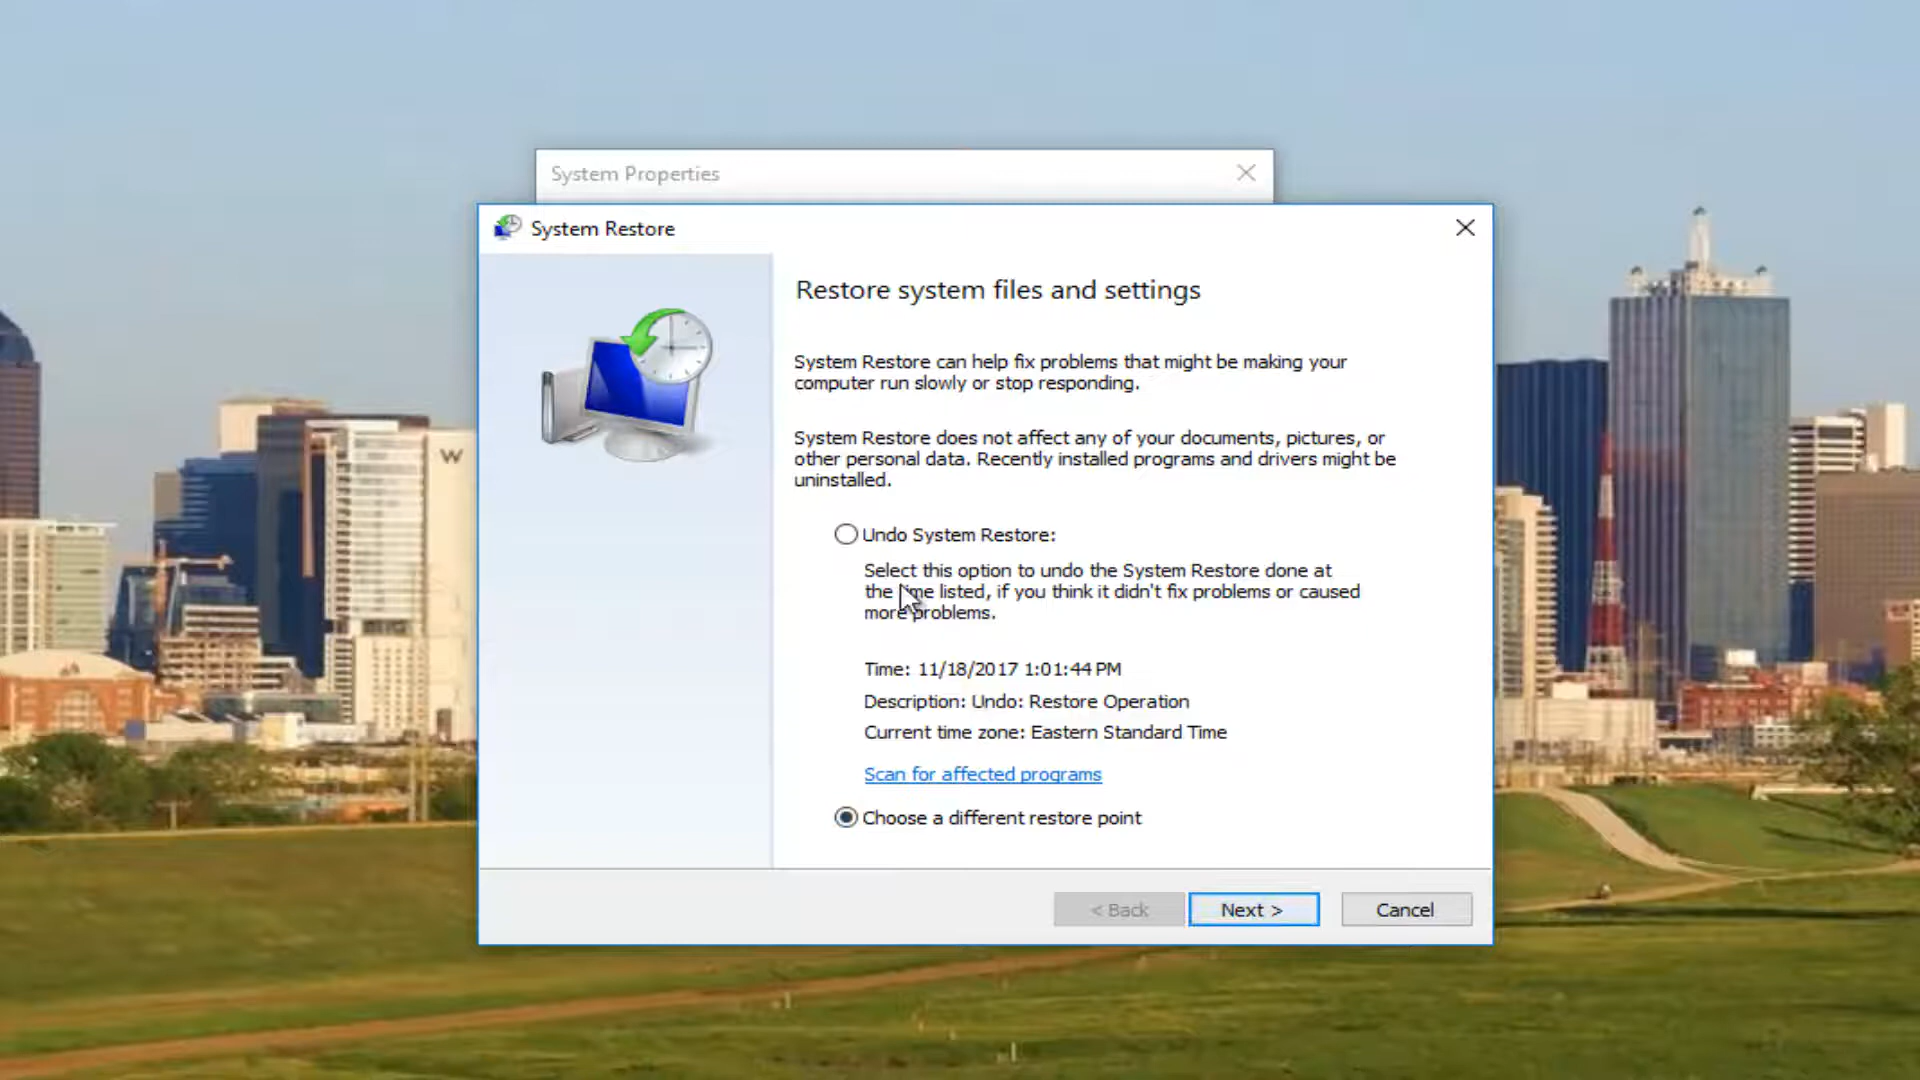 System Properties
System Restore
Restore system files and settings
System Restore can help fix problems that might be making your
computer run slowly or stop responding.
System Restore does not affect any of your documents, pictures, or
other personal data. Recently installed programs and drivers might be
uninstalled.
Undo System Restore:
Select this option to undo the System Restore done at
the time listed, if you think it didn't fix problems or caused
more problems.
Time: 11/18/2017 1:01:44 PM
Description: Undo: Restore Operation
Current time zone: Eastern Standard Time
Scan for affected programs
Choose a different restore point
< Back
Next >
Cancel
W